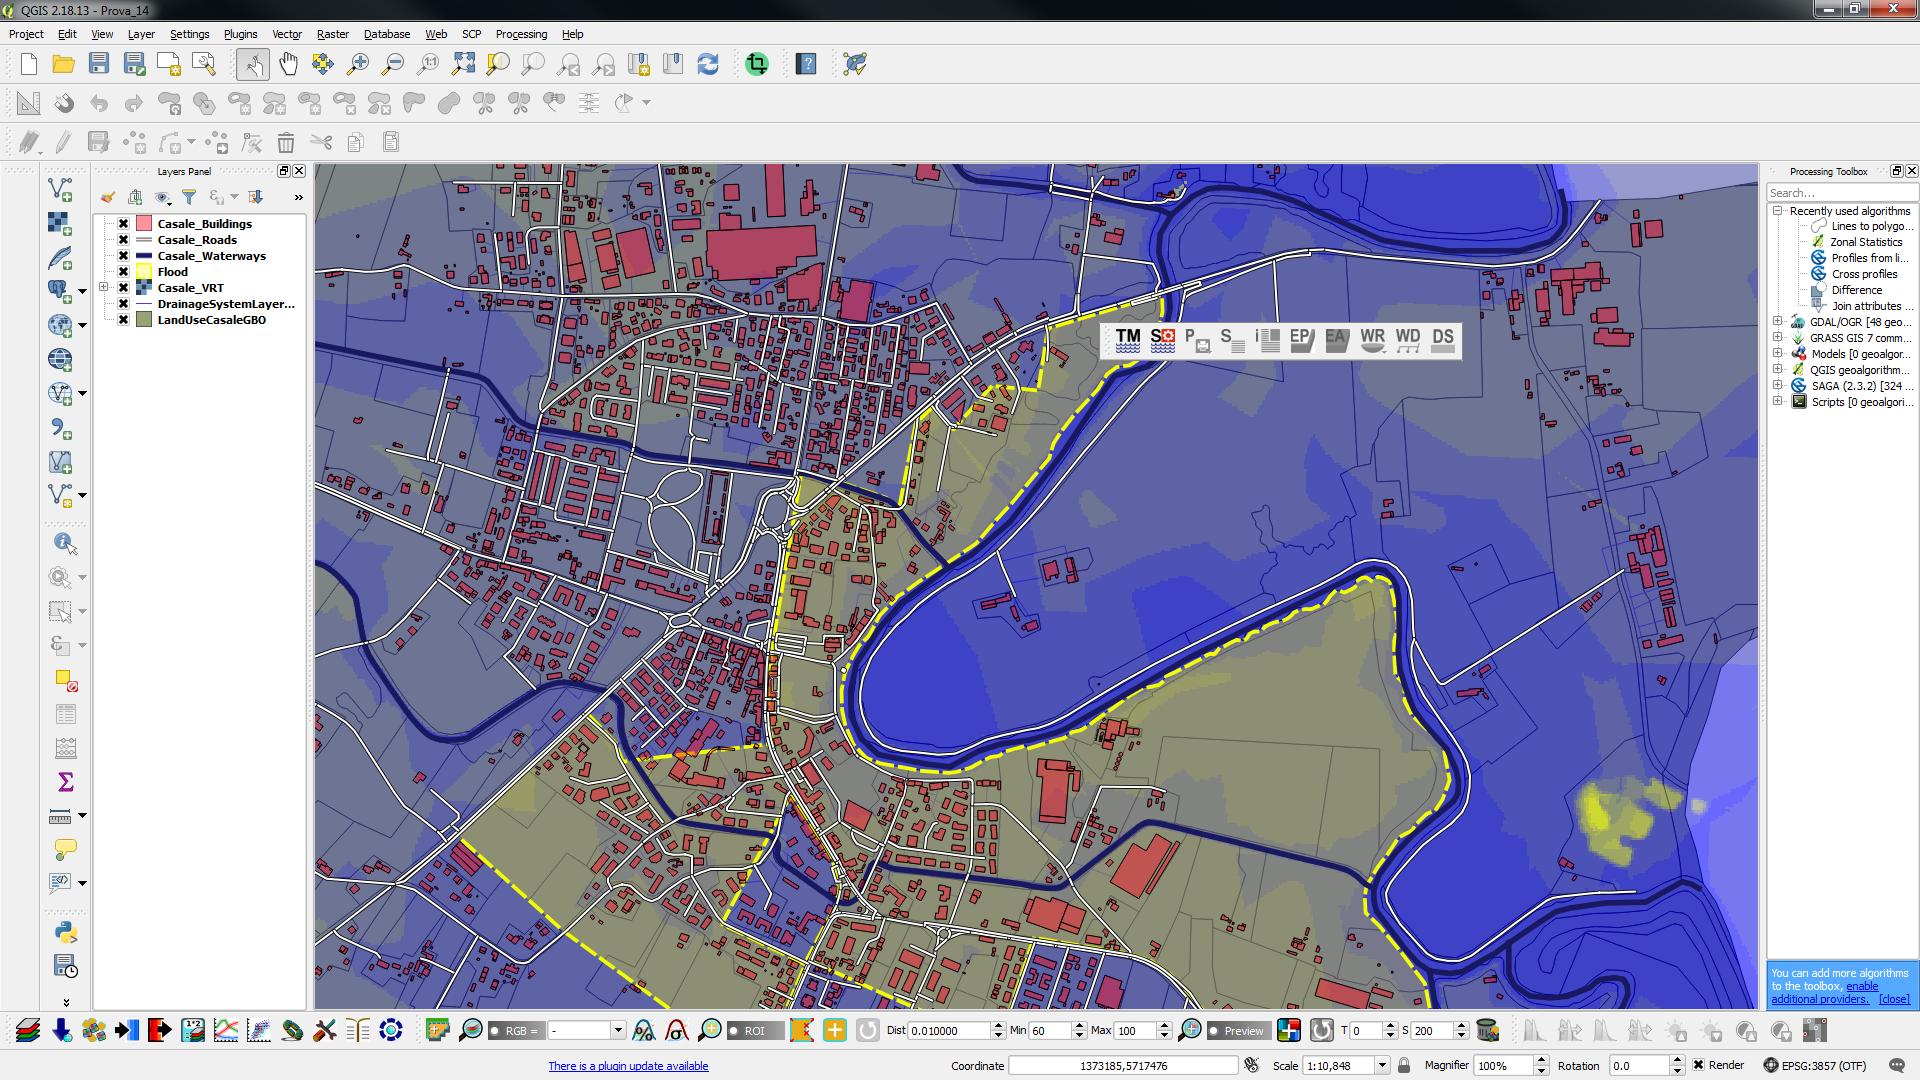 QGIS 2.18.13 - Prova_14
Project Edit View Layer Settings Plugins Vector Raster Database Web SCP Processing Help
Layers Panel
»
Casale_Buildings
Casale_Roads
Casale_Waterways
Flood
Casale_VRT
DrainageSystemLayer...
LandUseCasaleGBO
TM S P S i EP EA WR WD DS
Processing Toolbox
Search...
Recently used algorithms
Lines to polygo...
Zonal Statistics
Profiles from li...
Cross profiles
Difference
Join attributes ...
GDAL/OGR [48 geo...
GRASS GIS 7 comm...
Models [0 geoalgor...
QGIS geoalgorithm...
SAGA (2.3.2) [324 ...
Scripts [0 geoalgori...
You can add more algorithms
to the toolbox, enable
additional providers. [close]
RGB = - ROI Dist 0.010000 Min 60 Max 100 Preview T 0 S 200
There is a plugin update available Coordinate 1373185,5717476 Scale 1:10,848 Magnifier 100% Rotation 0.0 Render EPSG:3857 (OTF)